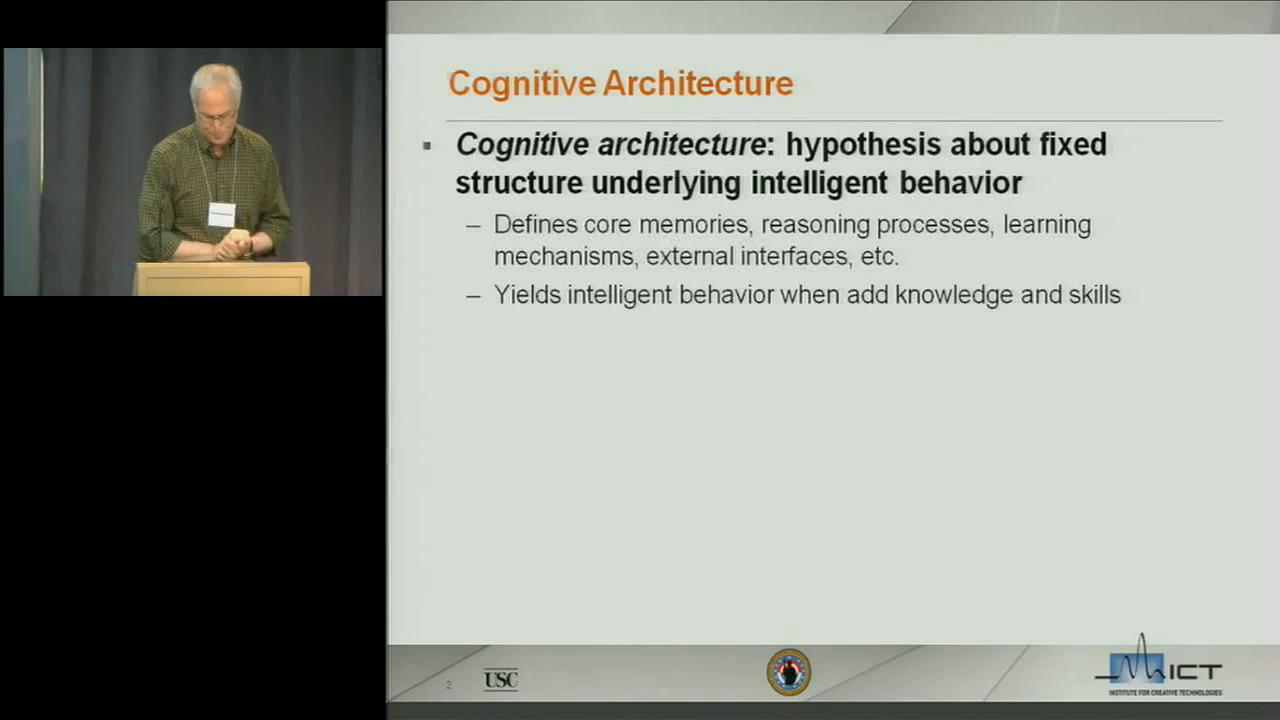 Cognitive Architecture
▪ Cognitive architecture: hypothesis about fixed
structure underlying intelligent behavior
– Defines core memories, reasoning processes, learning
mechanisms, external interfaces, etc.
– Yields intelligent behavior when add knowledge and skills
2
USC
ICT
INSTITUTE FOR CREATIVE TECHNOLOGIES